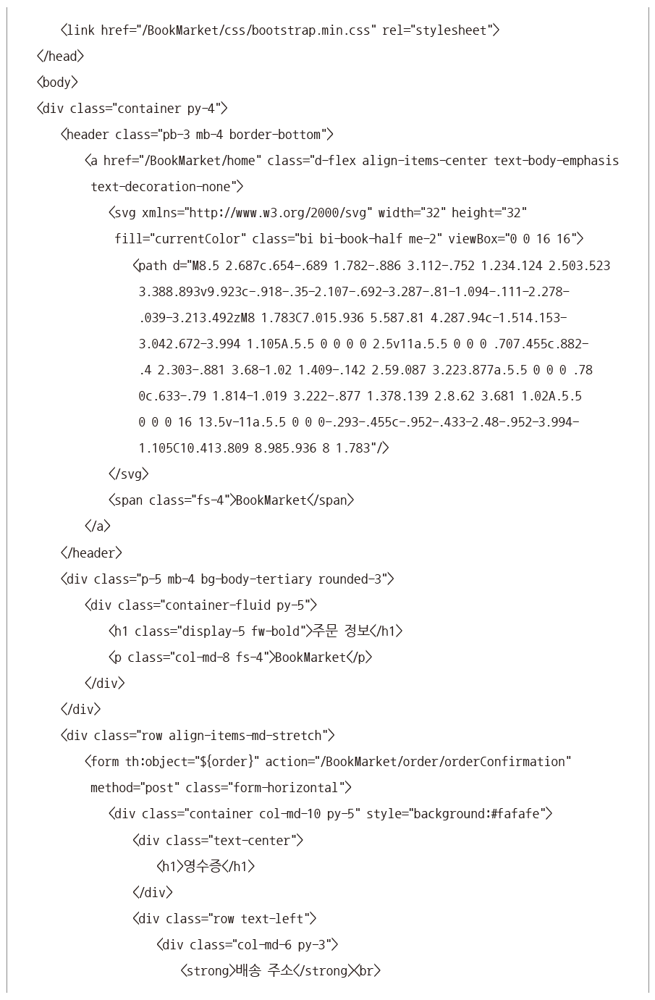 <link href="/BookMarket/css/bootstrap.min.css" rel="stylesheet">
</head>
<body>
<div class="container py-4">
<header class="pb-3 mb-4 border-bottom">
<a href="/BookMarket/home" class="d-flex align-items-center text-body-emphasis
text-decoration-none">
<svg xmlns="http://www.w3.org/2000/svg" width="32" height="32"
fill="currentColor" class="bi bi-book-half me-2" viewBox="0 0 16 16">
<path d="M8.5 2.687c.654-.689 1.782-.886 3.112-.752 1.234.124 2.503.523
3.388.893v9.923c-.918-.35-2.107-.692-3.287-.81-1.094-.111-2.278-
.039-3.213.492zM8 1.783C7.015.936 5.587.81 4.287.94c-1.514.153-
3.042.672-3.994 1.105A.5.5 0 0 0 0 2.5v11a.5.5 0 0 0 .707.455c.882-
.4 2.303-.881 3.68-1.02 1.409-.142 2.59.087 3.223.877a.5.5 0 0 0 .78
0c.633-.79 1.814-1.019 3.222-.877 1.378.139 2.8.62 3.681 1.02A.5.5
0 0 0 16 13.5v-11a.5.5 0 0 0-.293-.455c-.952-.433-2.48-.952-3.994-
1.105C10.413.809 8.985.936 8 1.783"/>
</svg>
<span class="fs-4">BookMarket</span>
</a>
</header>
<div class="p-5 mb-4 bg-body-tertiary rounded-3">
<div class="container-fluid py-5">
<h1 class="display-5 fw-bold">주문 정보</h1>
<p class="col-md-8 fs-4">BookMarket</p>
</div>
</div>
<div class="row align-items-md-stretch">
<form th:object="${order}" action="/BookMarket/order/orderConfirmation"
method="post" class="form-horizontal">
<div class="container col-md-10 py-5" style="background:#fafafe">
<div class="text-center">
<h1>영수증</h1>
</div>
<div class="row text-left">
<div class="col-md-6 py-3">
<strong>배송 주소</strong><br>